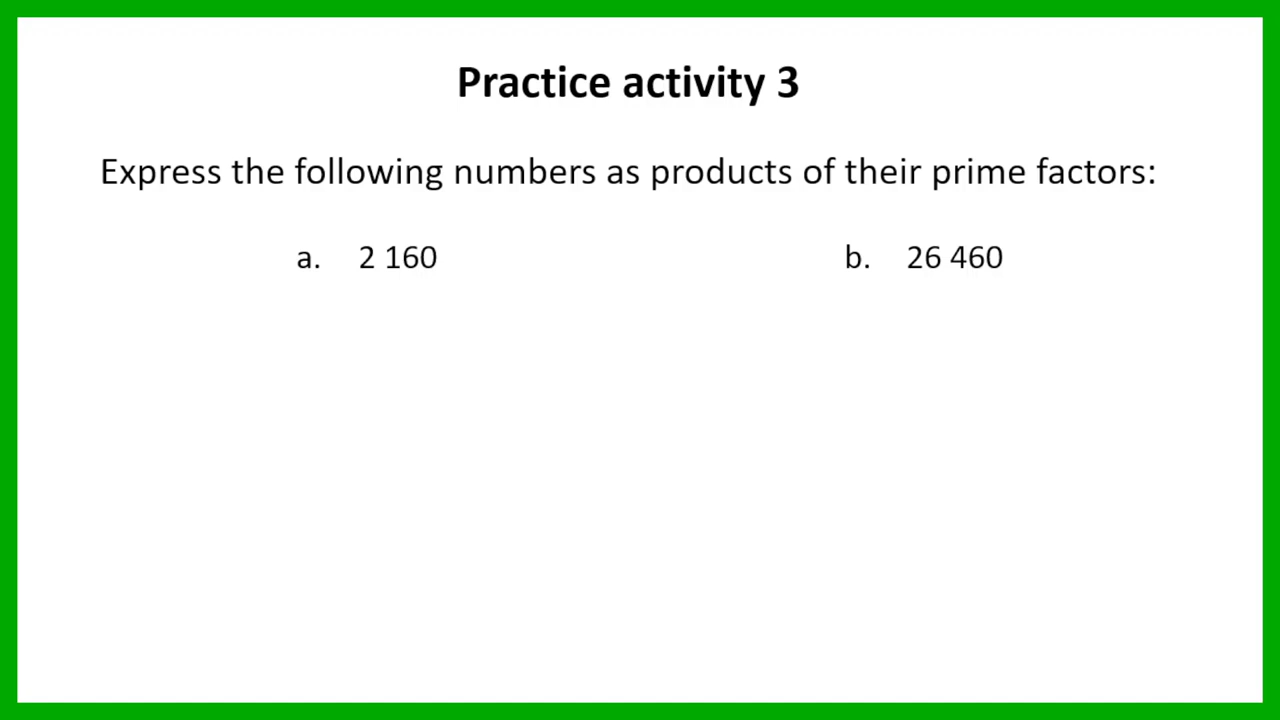 Practice activity 3
Express the following numbers as products of their prime factors:
a. 2 160 b. 26 460